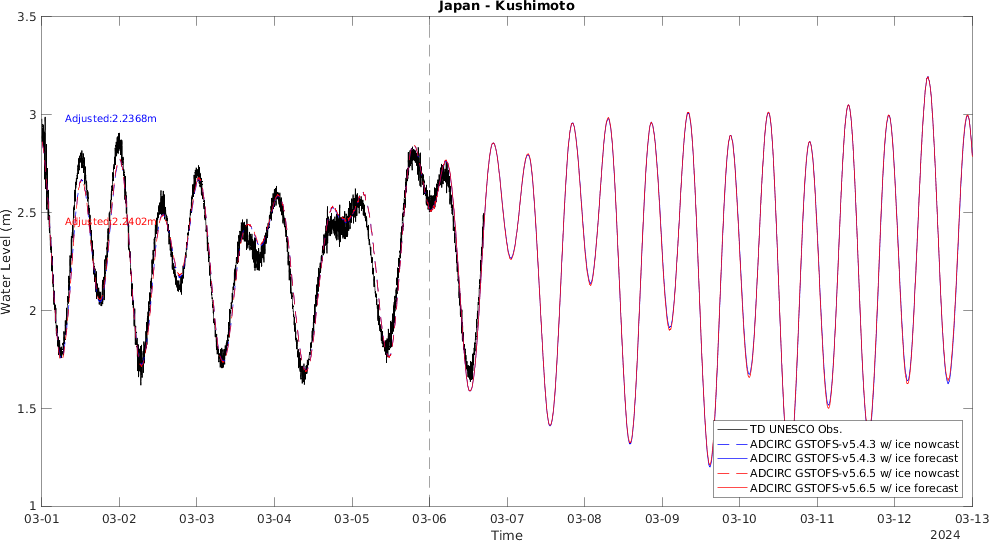 Japan - Kushimoto
3.5
3
2.5
2
1.5
1
Water Level (m)
Adjusted:2.2368m
Adjusted:2.2402m
TD UNESCO Obs.
ADCIRC GSTOFS-v5.4.3 w/ ice nowcast
ADCIRC GSTOFS-v5.4.3 w/ ice forecast
ADCIRC GSTOFS-v5.6.5 w/ ice nowcast
ADCIRC GSTOFS-v5.6.5 w/ ice forecast
03-01 03-02 03-03 03-04 03-05 03-06 03-07 03-08 03-09 03-10 03-11 03-12 03-13
Time
2024